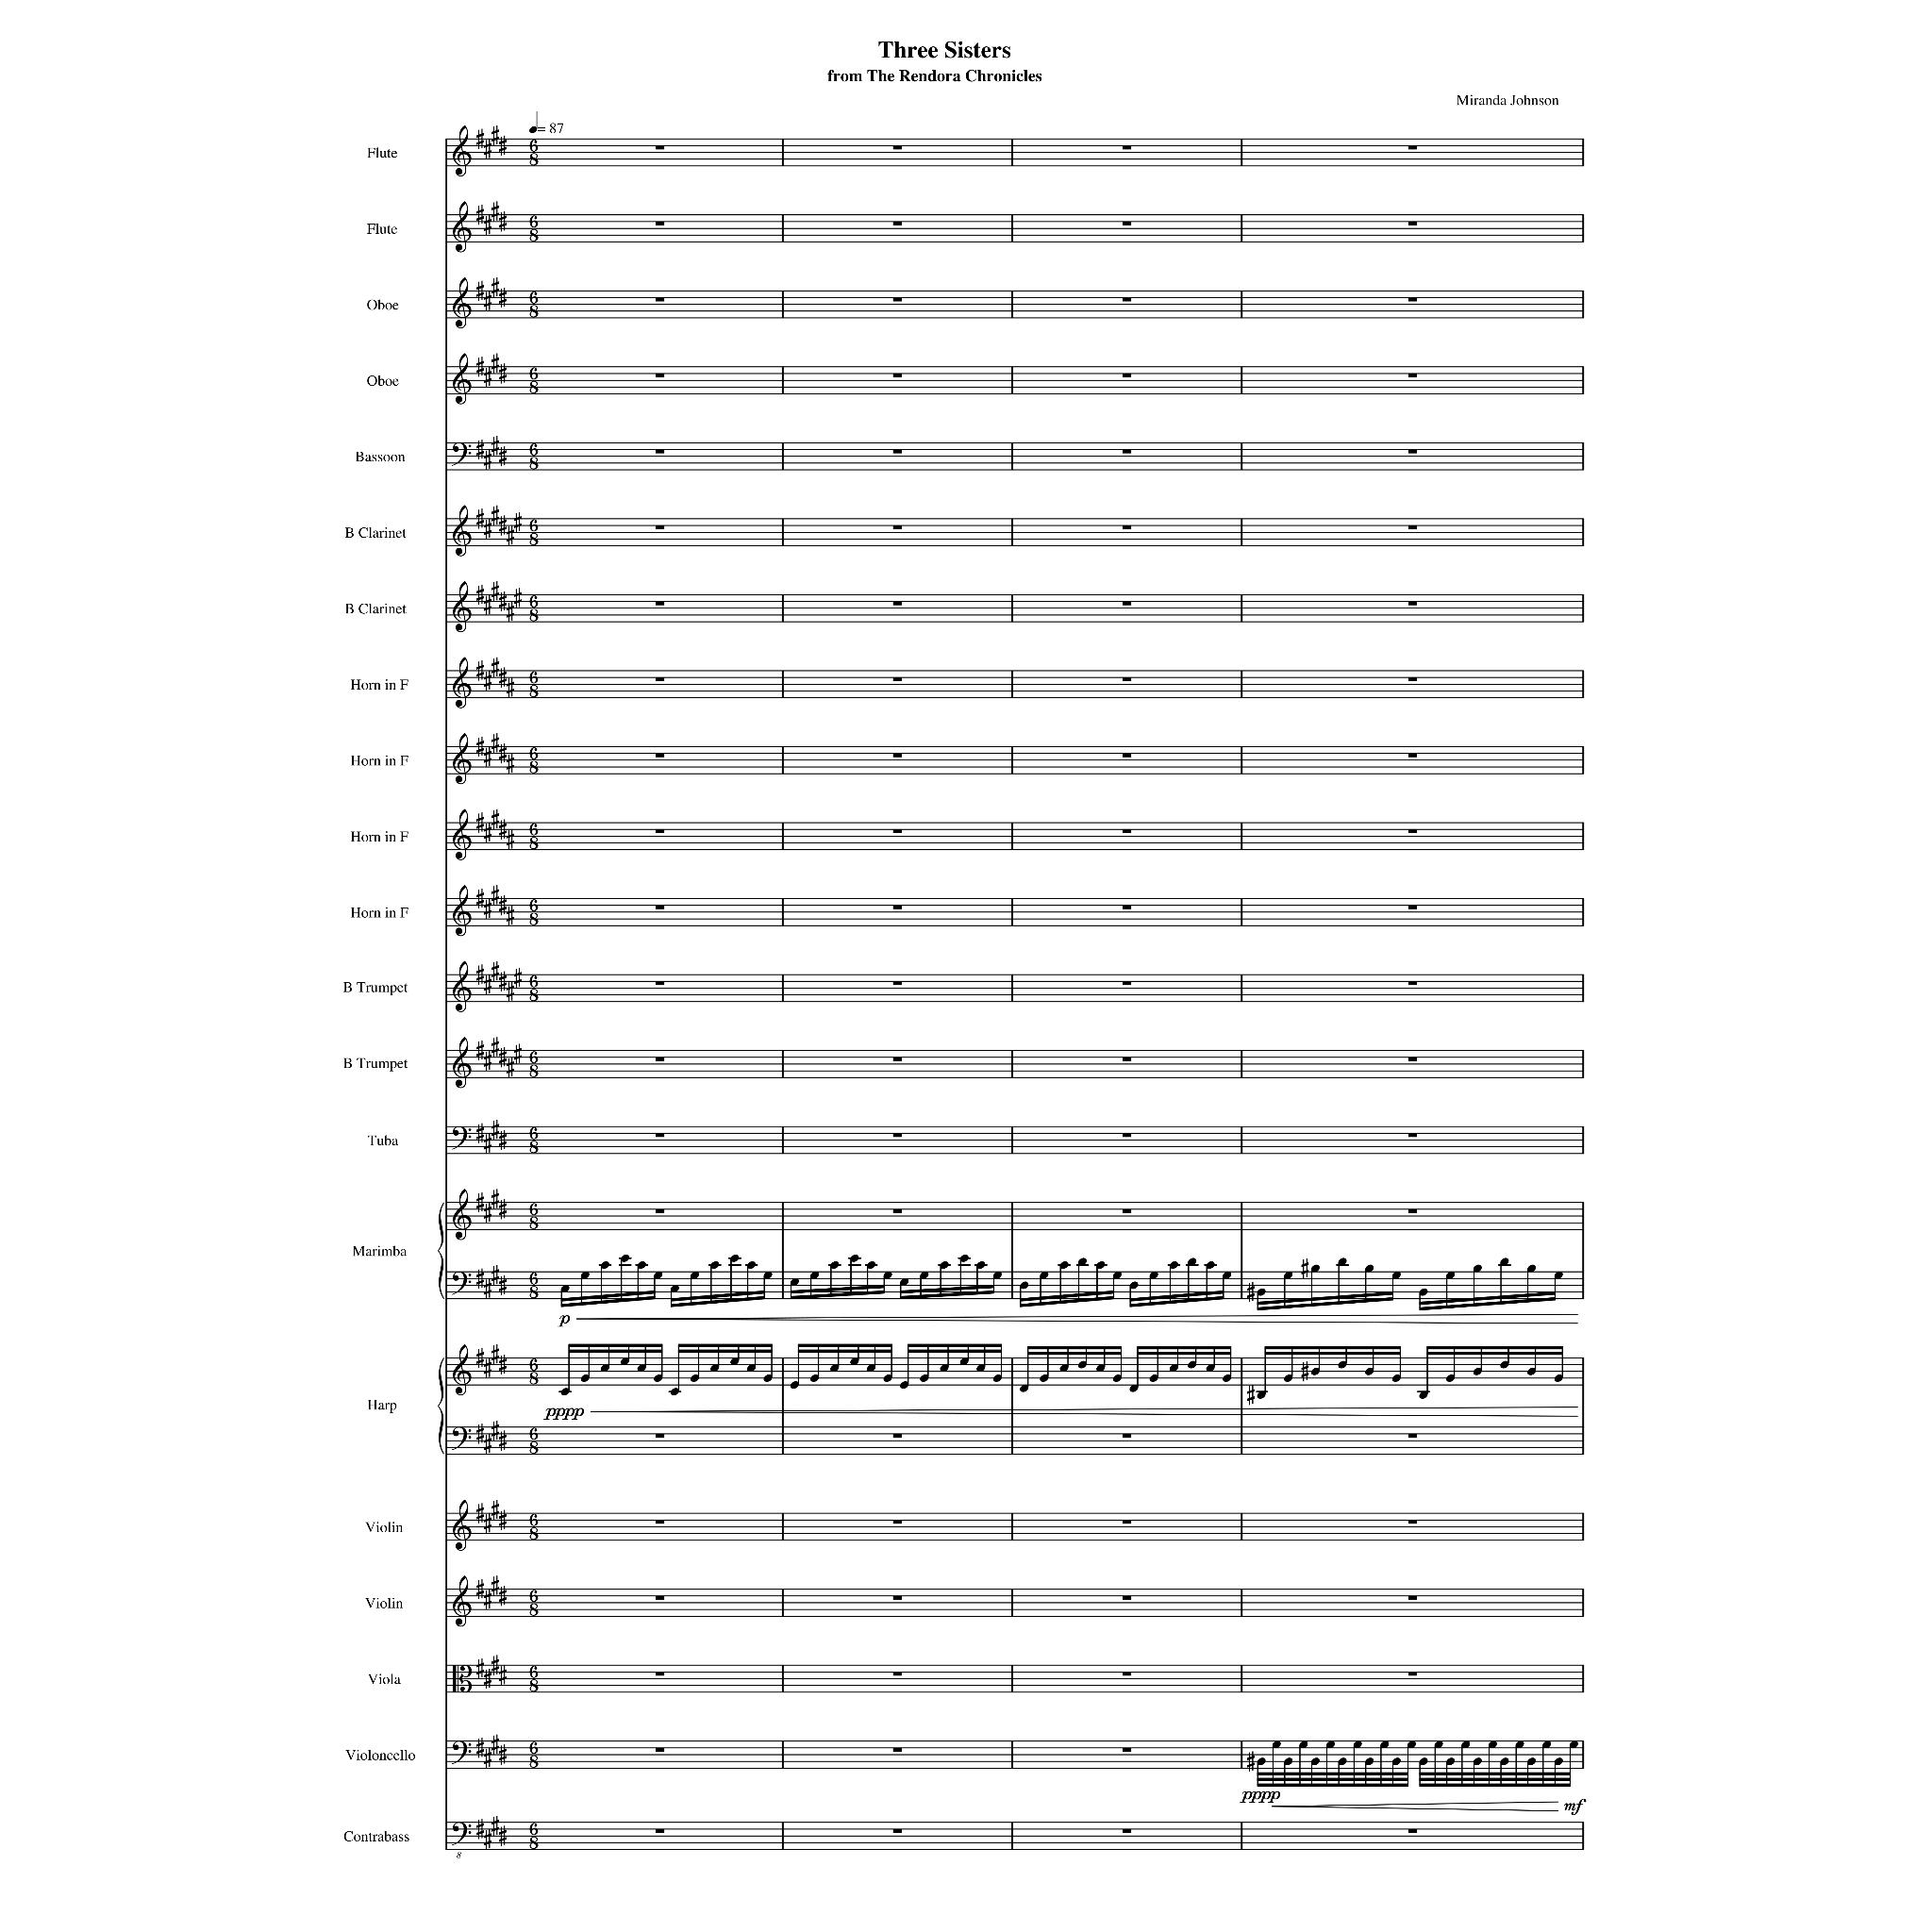 Three Sisters
from The Rendora Chronicles
Miranda Johnson
= 87
Flute
Flute
Oboe
Oboe
Bassoon
B Clarinet
B Clarinet
Horn in F
Horn in F
Horn in F
Horn in F
B Trumpet
B Trumpet
Tuba
Marimba
p
Harp
pppp
Violin
Violin
Viola
Violoncello
pppp mf
Contrabass
8